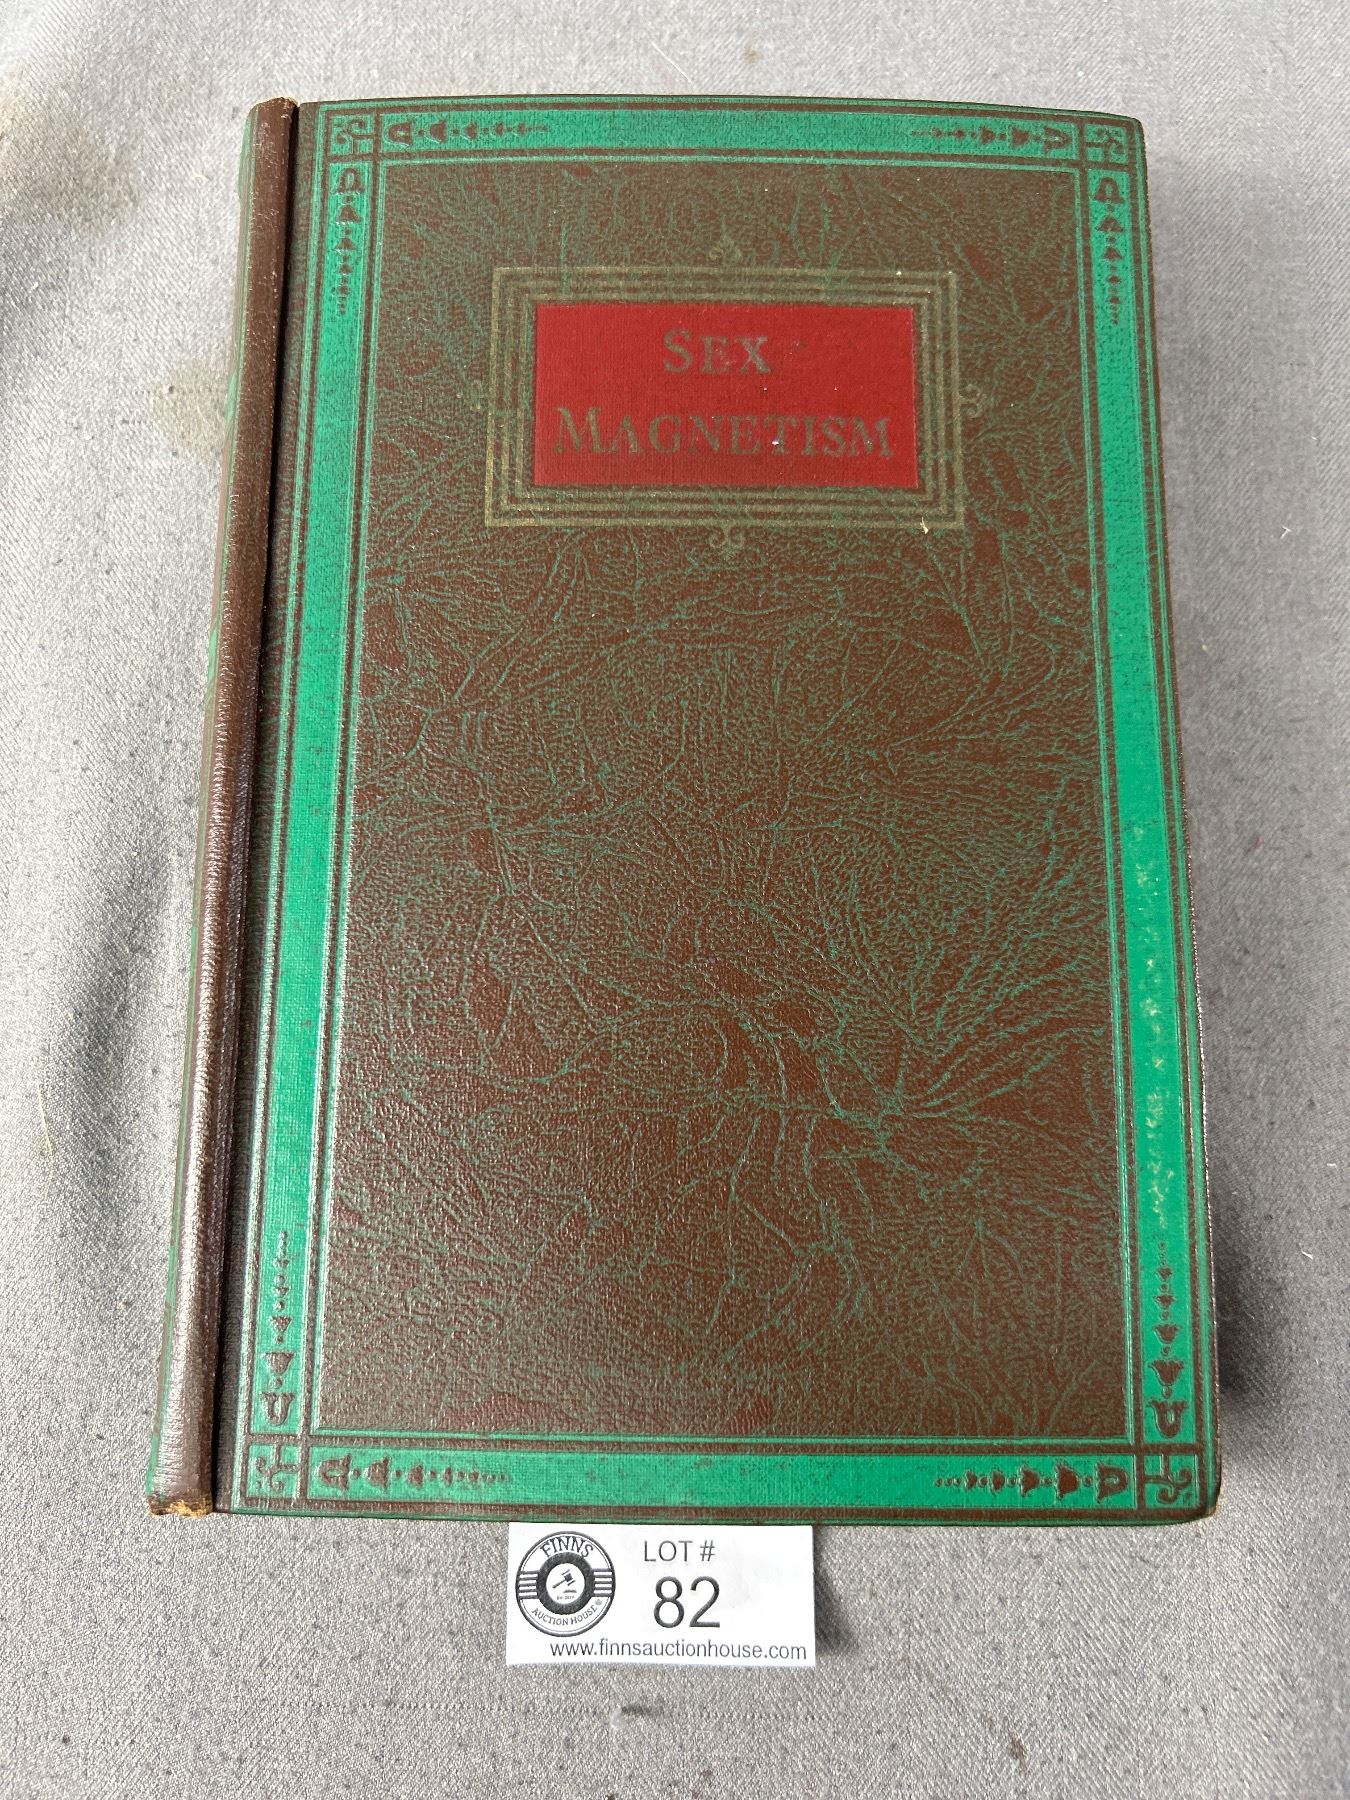 SEX
MAGNETISM
FINNS
AUCTION HOUSE
LOT #
82
www.finnsauctionhouse.com